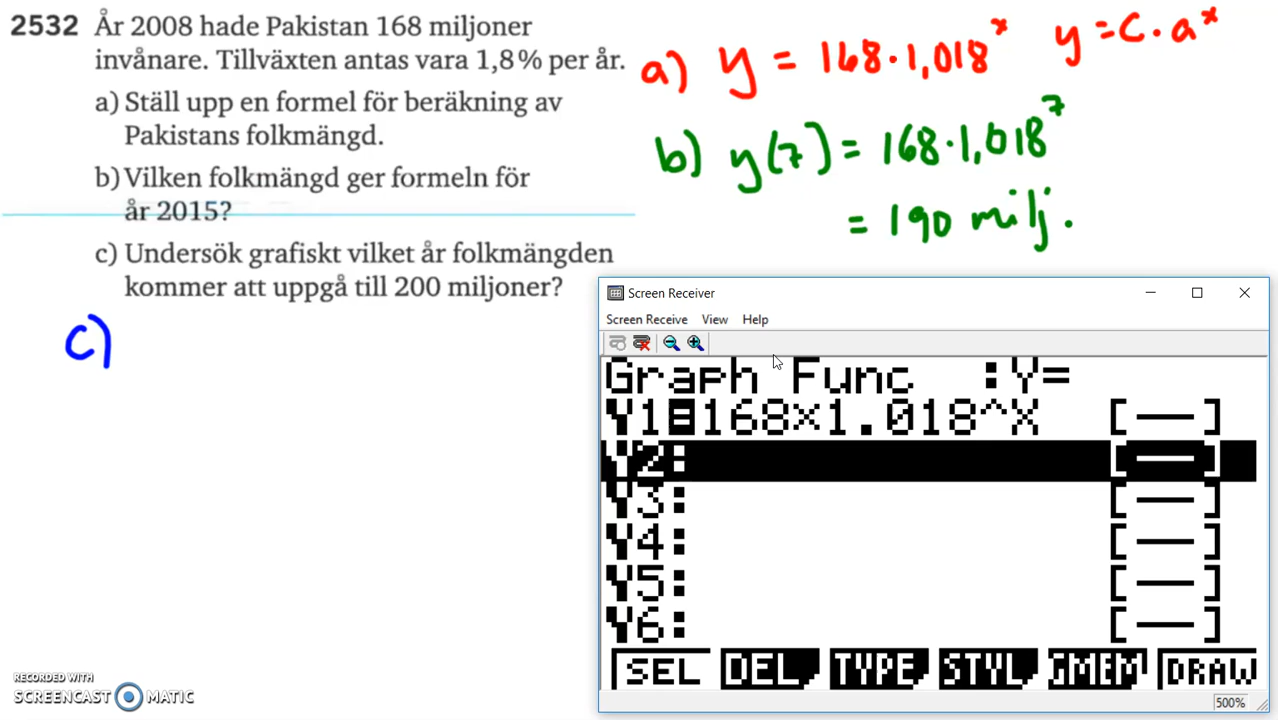 2532 År 2008 hade Pakistan 168 miljoner
invånare. Tillväxten antas vara 1,8% per år.
a) Ställ upp en formel för beräkning av
Pakistans folkmängd.
b) Vilken folkmängd ger formeln för
år 2015?
c) Undersök grafiskt vilket år folkmängden
kommer att uppgå till 200 miljoner?
a) y = 168·1,018^x y = C·a^x
b) y(7) = 168·1,018^7
= 190 milj.
c)
Screen Receiver
Screen Receive View Help
Graph Func :Y=
Y1=168×1.018^X [—]
Y2: [—]
Y3: [—]
Y4: [—]
Y5: [—]
Y6: [—]
SEL DEL TYPE STYL GMEM DRAW
500%
RECORDED WITH
SCREENCAST MATIC